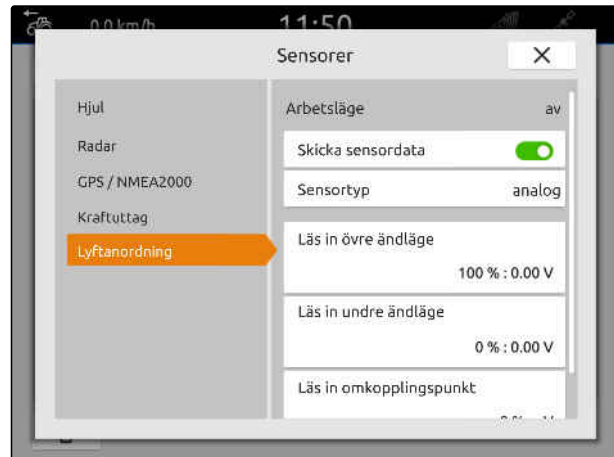 0.0 km/h
11:50
Sensorer
Hjul
Radar
GPS / NMEA2000
Kraftuttag
Lyftanordning
Arbetsläge av
Skicka sensordata
Sensortyp analog
Läs in övre ändläge
100 % : 0.00 V
Läs in undre ändläge
0 % : 0.00 V
Läs in omkopplingspunkt